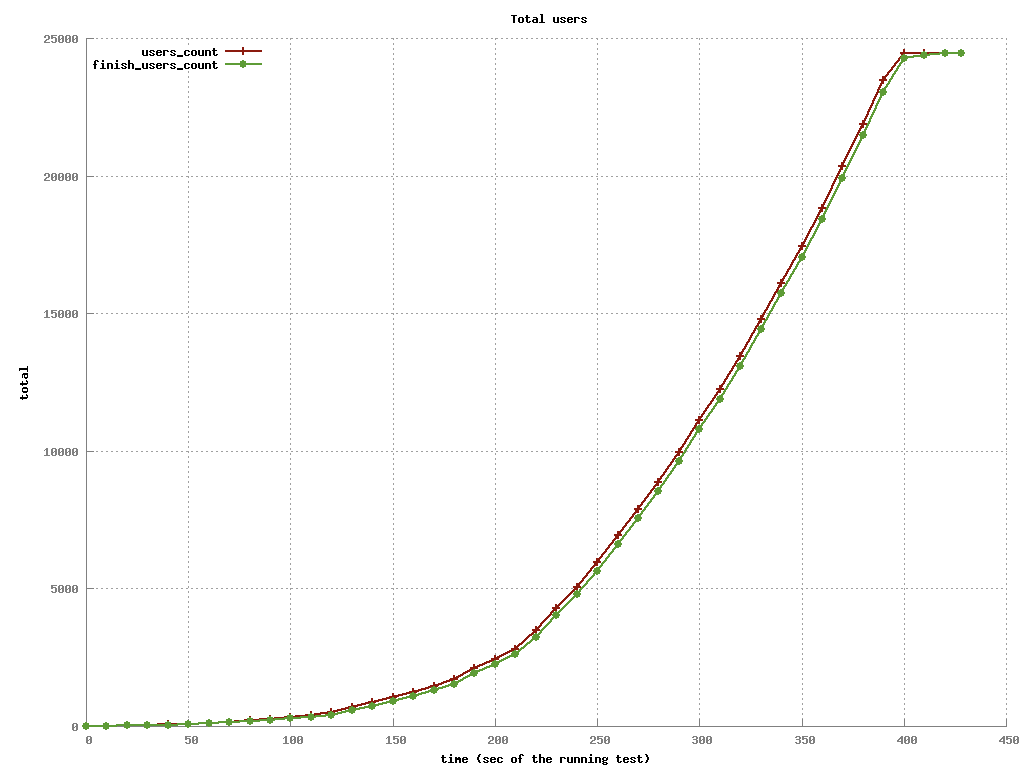 Total users
users_count
finish_users_count
25000
20000
15000
10000
5000
0
total
0 50 100 150 200 250 300 350 400 450
time (sec of the running test)